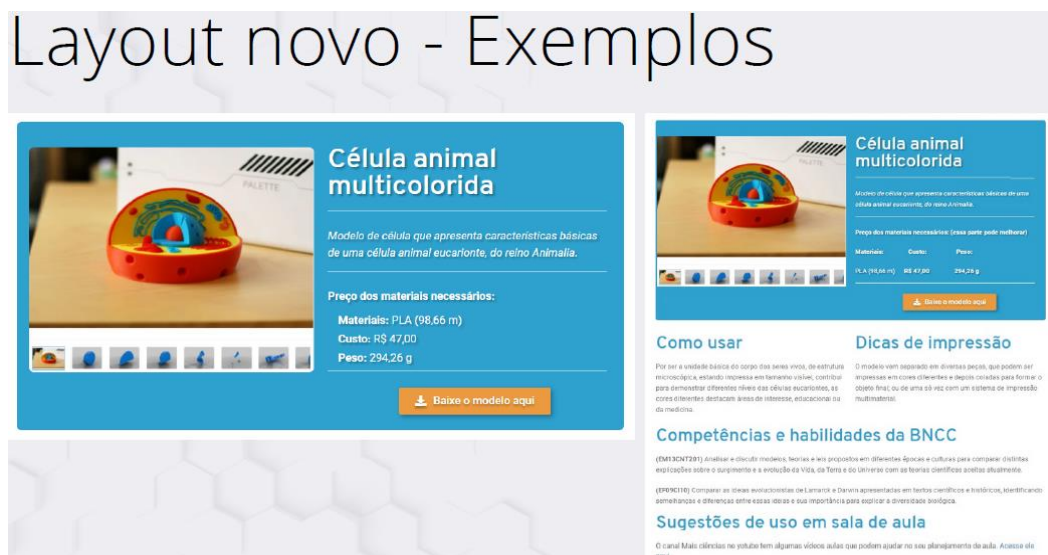 Layout novo - Exemplos
PALETTE
Célula animal
multicolorida
Modelo de célula que apresenta características básicas
de uma célula animal eucarionte, do reino Animalia.
Preço dos materiais necessários:
Materiais: PLA (98,66 m)
Custo: R$ 47,00
Peso: 294,26 g
Baixe o modelo aqui
PALETTE
Célula animal
multicolorida
Modelo de célula que apresenta características básicas de uma
célula animal eucarionte, do reino Animalia.
Preço dos materiais necessários: (essa parte pode melhorar)
Materiais: Custo: Peso:
PLA (98,66 m) R$ 47,00 294,26 g
Baixe o modelo aqui
Como usar
Por ser a unidade básica do corpo dos seres vivos, de estrutura
microscópica, estando impressa em tamanho visível, contribui
para demonstrar diferentes níveis das células eucariontes, as
cores diferentes destacam áreas de interesse, educacional ou
da medicina.
Dicas de impressão
O modelo vem separado em diversas peças, que podem ser
impressas em cores diferentes e depois coladas para formar o
objeto final, ou de uma só vez com um sistema de impressão
multimaterial.
Competências e habilidades da BNCC
(EM13CNT201) Analisar e discutir modelos, teorias e leis propostos em diferentes épocas e culturas para comparar distintas
explicações sobre o surgimento e a evolução da Vida, da Terra e do Universo com as teorias científicas aceitas atualmente.
(EF09CI10) Comparar as ideias evolucionistas de Lamarck e Darwin apresentadas em textos científicos e históricos, identificando
semelhanças e diferenças entre essas ideias e sua importância para explicar a diversidade biológica.
Sugestões de uso em sala de aula
O canal Mais ciências no yotube tem algumas vídeos aulas que podem ajudar no seu planejamento de aula. Acesse ele